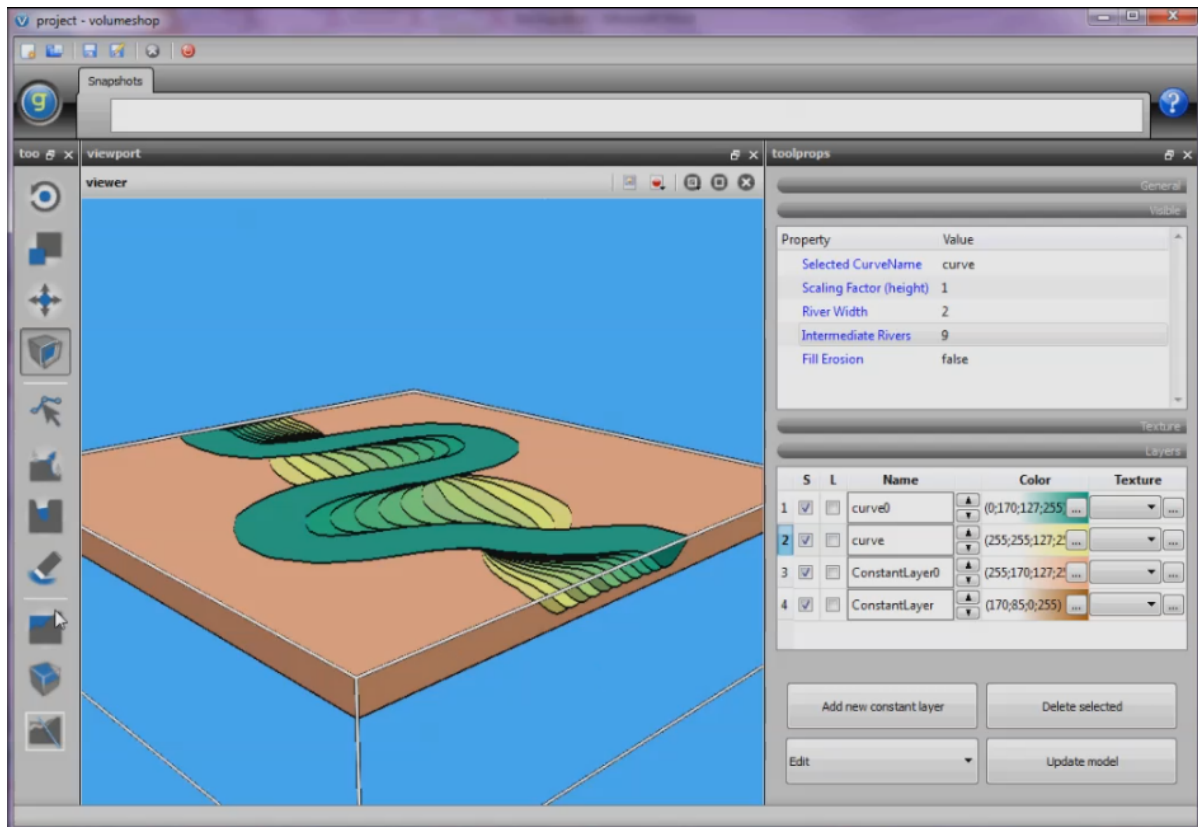 project - volumeshop
g
Snapshots
?
too
viewport
toolprops
viewer
General
Visible
Property Value
Selected CurveName curve
Scaling Factor (height) 1
River Width 2
Intermediate Rivers 9
Fill Erosion false
Texture
Layers
S L Name Color Texture
1 curve0 (0;170;127;255) ... ...
2 curve (255;255;127;25 ... ...
3 ConstantLayer0 (255;170;127;25 ... ...
4 ConstantLayer (170;85;0;255) ... ...
Add new constant layer Delete selected
Edit Update model